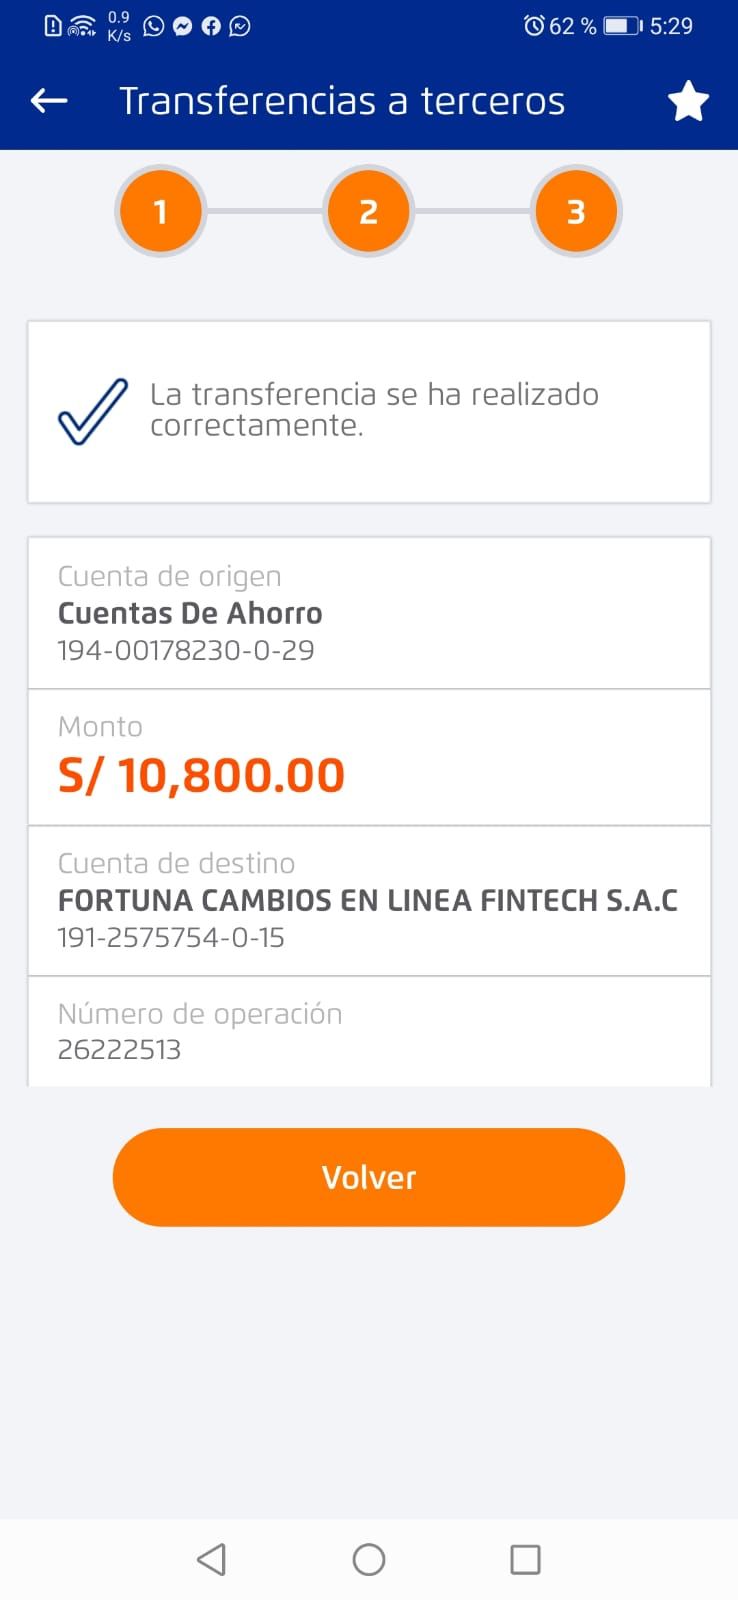 0.9
K/s
62 %
5:29
Transferencias a terceros
1
2
3
La transferencia se ha realizado
correctamente.
Cuenta de origen
Cuentas De Ahorro
194-00178230-0-29
Monto
S/ 10,800.00
Cuenta de destino
FORTUNA CAMBIOS EN LINEA FINTECH S.A.C
191-2575754-0-15
Número de operación
26222513
Volver